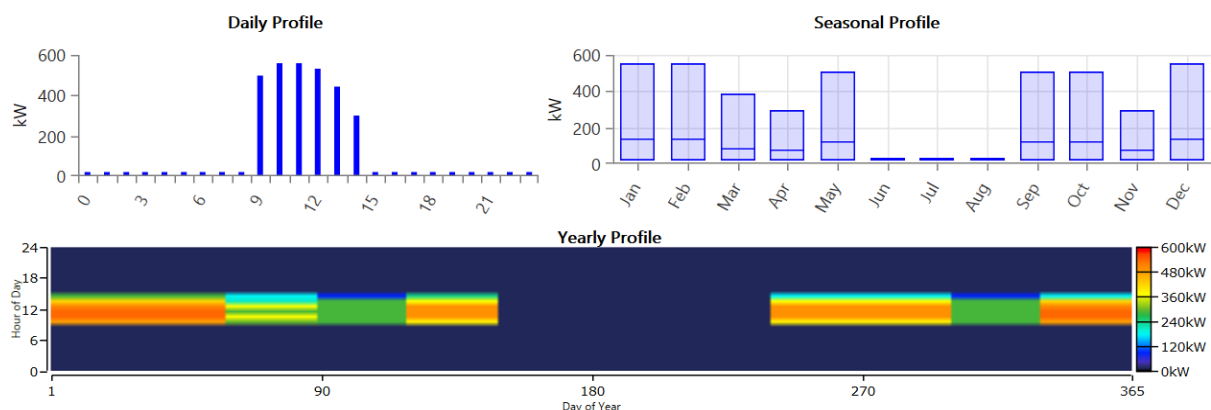 Daily Profile
600
400
200
0
kW
0 3 6 9 12 15 18 21
Seasonal Profile
600
400
200
0
kW
Jan Feb Mar Apr May Jun Jul Aug Sep Oct Nov Dec
Yearly Profile
24
18
12
6
0
Hour of Day
1 90 180 270 365
Day of Year
600kW
480kW
360kW
240kW
120kW
0kW